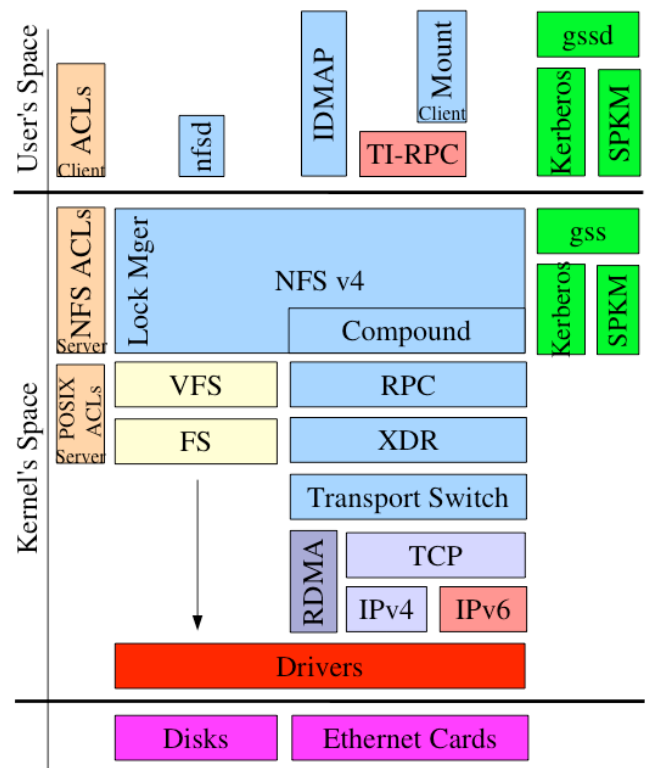 User's Space
ACLs
Client
nfsd
IDMAP
Mount
Client
TI-RPC
gssd
Kerberos
SPKM
Kernel's Space
NFS ACLs
Server
Lock Mger
NFS v4
Compound
gss
Kerberos
SPKM
POSIX
ACLs
Server
VFS
RPC
FS
XDR
Transport Switch
RDMA
TCP
IPv4
IPv6
Drivers
Disks
Ethernet Cards